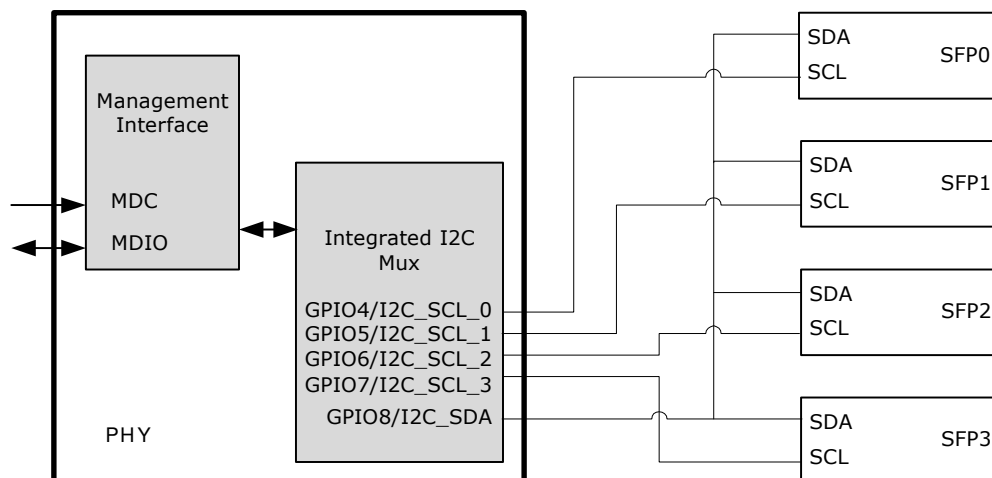 Management
Interface
MDC
MDIO
PHY
Integrated I2C
Mux
GPIO4/I2C_SCL_0
GPIO5/I2C_SCL_1
GPIO6/I2C_SCL_2
GPIO7/I2C_SCL_3
GPIO8/I2C_SDA
SDA
SCL
SFP0
SDA
SCL
SFP1
SDA
SCL
SFP2
SDA
SCL
SFP3